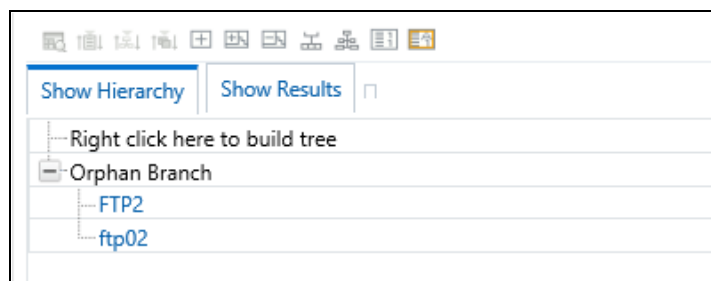 Show Hierarchy Show Results
Right click here to build tree
Orphan Branch
FTP2
ftp02